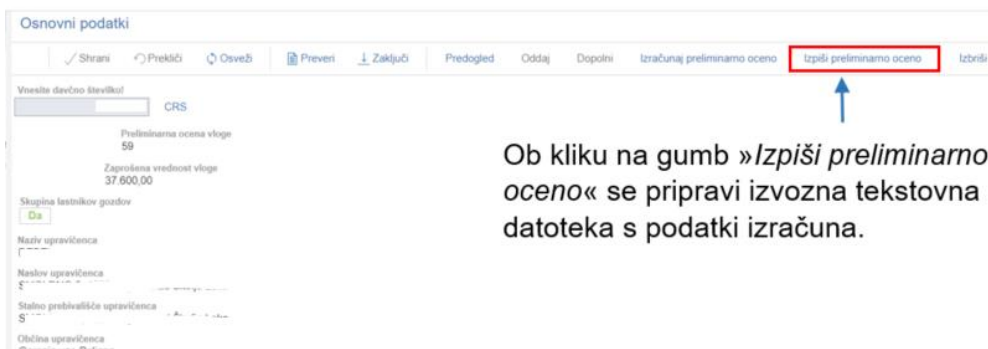 Osnovni podatki
Shrani Prekliči Osveži Preveri Zaključi Predogled Oddaj Dopolni Izračunaj preliminarno oceno Izpiši preliminarno oceno Izbriši
Vnesite davčno številko!
CRS
Preliminarna ocena vloge
59
Zaprošena vrednost vloge
37.600,00
Skupina lastnikov gozdov
Da
Ob kliku na gumb »Izpiši preliminarno
oceno« se pripravi izvozna tekstovna
datoteka s podatki izračuna.
Naziv upravičenca
Naslov upravičenca
Stalno prebivališče upravičenca
Občina upravičenca